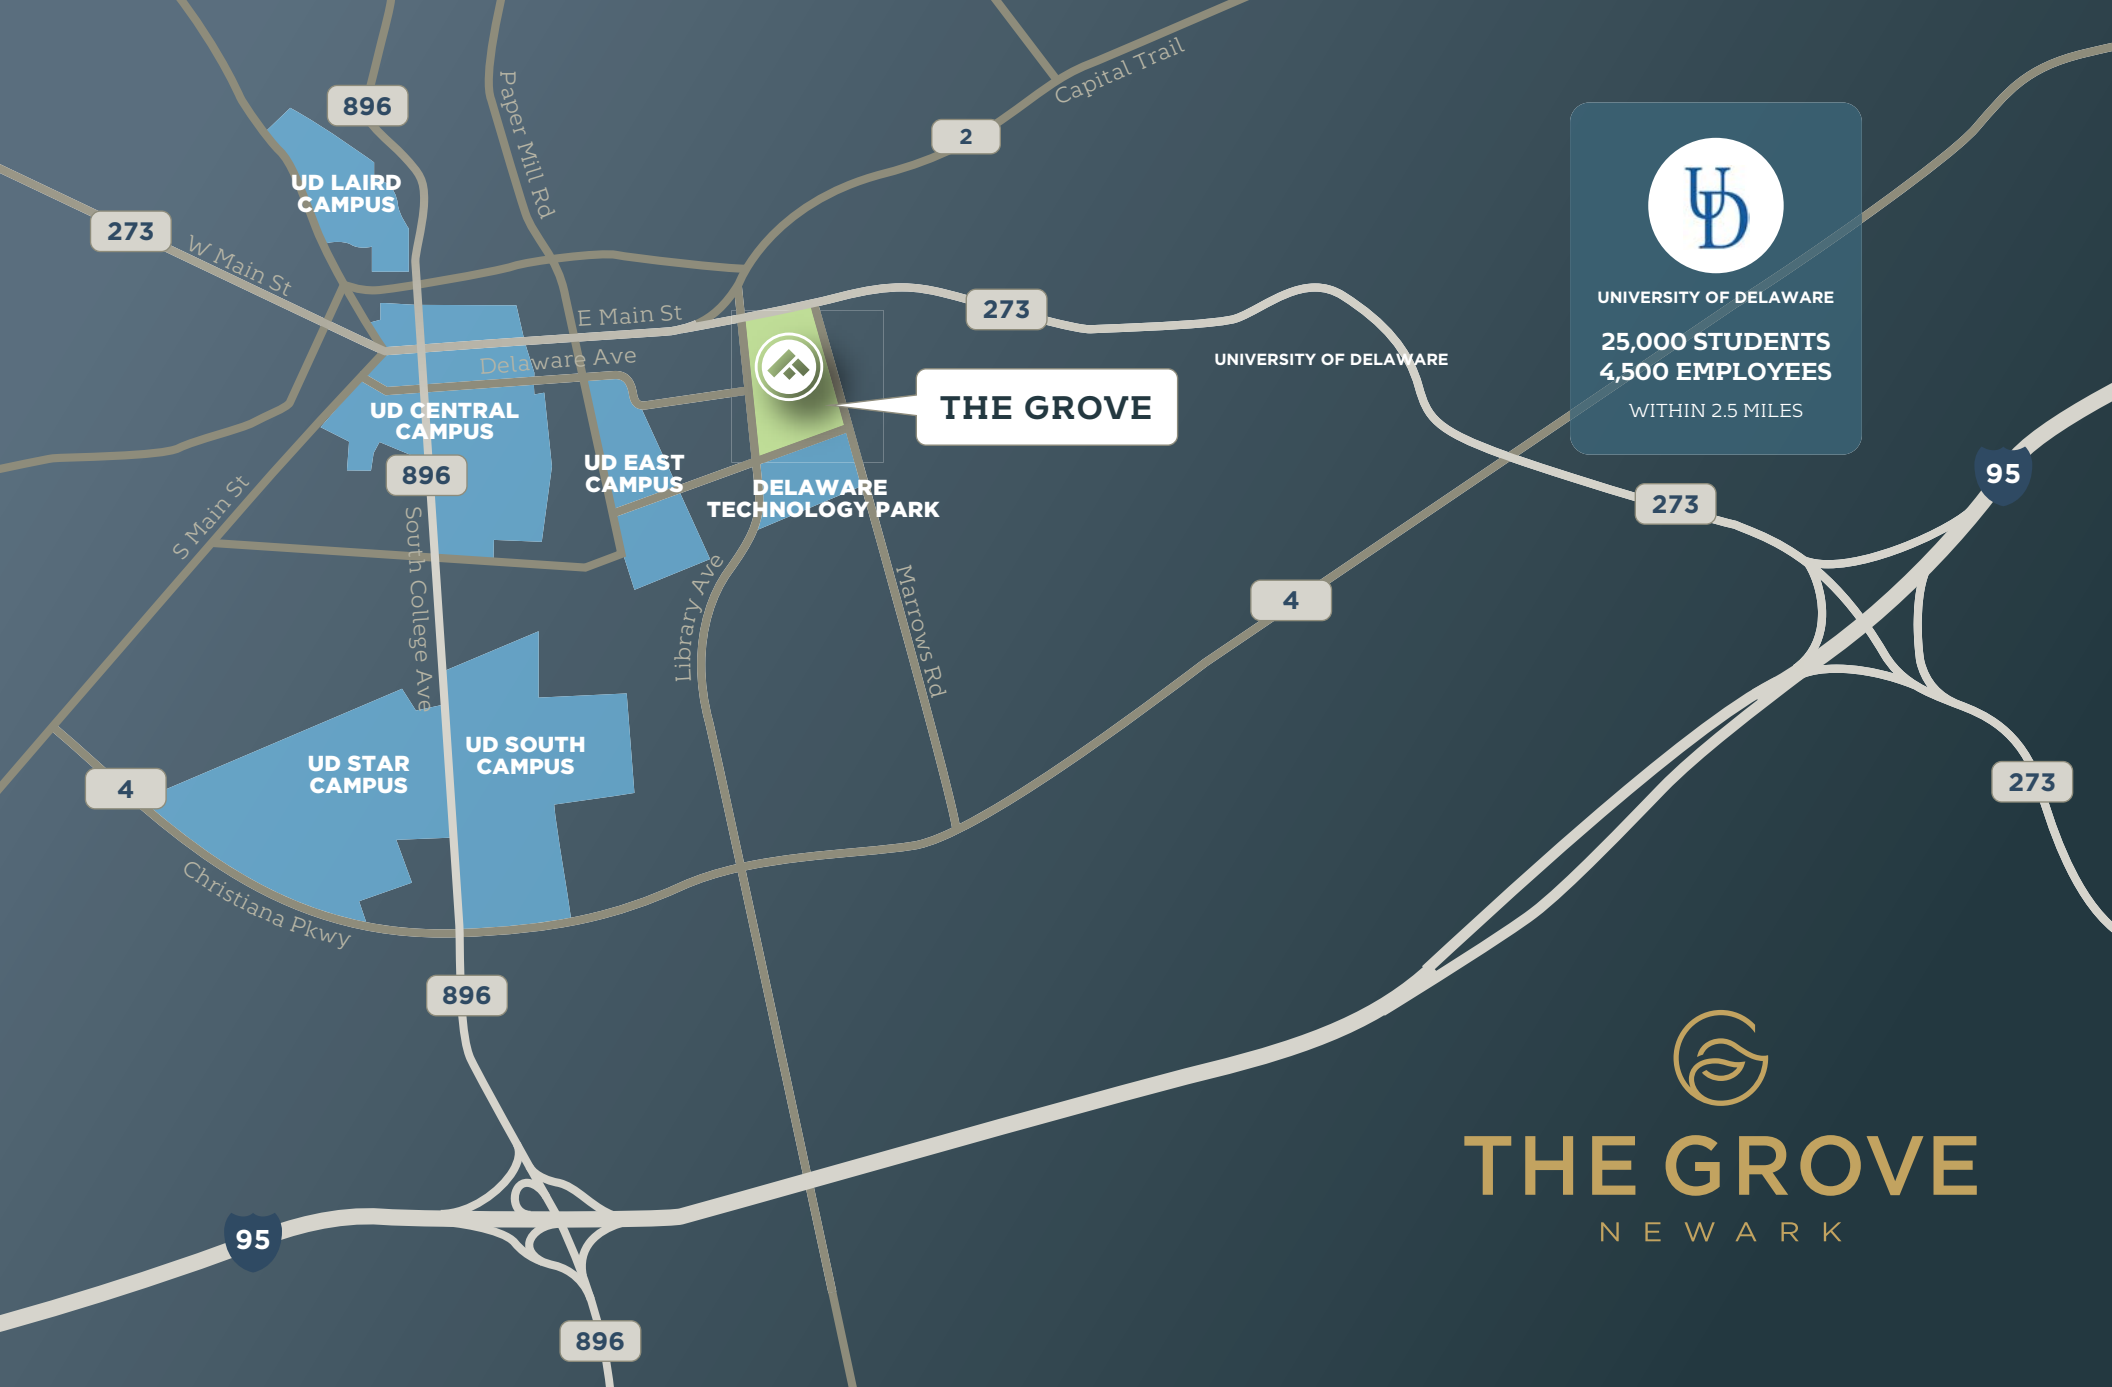 Capital Trail
896
2
Paper Mill Rd
UD LAIRD
CAMPUS
273
W Main St
UD
UNIVERSITY OF DELAWARE
25,000 STUDENTS
4,500 EMPLOYEES
WITHIN 2.5 MILES
E Main St
273
Delaware Ave
UNIVERSITY OF DELAWARE
THE GROVE
UD CENTRAL
CAMPUS
896
UD EAST
CAMPUS
DELAWARE
TECHNOLOGY PARK
95
273
S Main St
South College Ave
Library Ave
Marrows Rd
4
UD STAR
CAMPUS
UD SOUTH
CAMPUS
4
273
Christiana Pkwy
896
THE GROVE
NEWARK
95
896